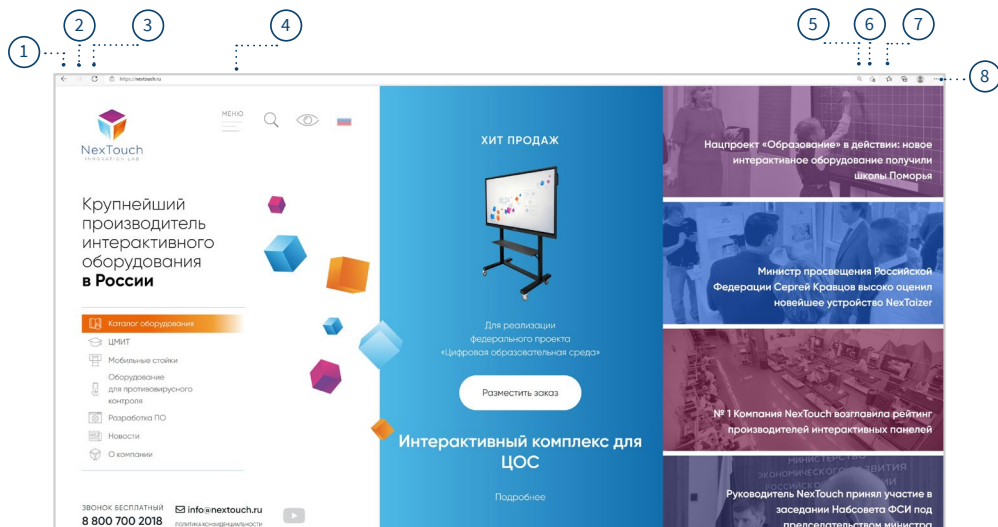 1
2
3
4
5
6
7
8
https://nextouch.ru
NexTouch
INNOVATION LAB
МЕНЮ
Крупнейший
производитель
интерактивного
оборудования
в России
Каталог оборудования
ЦМИТ
Мобильные стойки
Оборудование
для противовирусного
контроля
Разработка ПО
Новости
О компании
ЗВОНОК БЕСПЛАТНЫЙ
8 800 700 2018
info@nextouch.ru
ПОЛИТИКА КОНФИДЕНЦИАЛЬНОСТИ
ХИТ ПРОДАЖ
Для реализации
федерального проекта
«Цифровая образовательная среда»
Разместить заказ
Интерактивный комплекс для
ЦОС
Подробнее
Нацпроект «Образование» в действии: новое
интерактивное оборудование получили
школы Поморья
Министр просвещения Российской
Федерации Сергей Кравцов высоко оценил
новейшее устройство NexTaizer
№ 1 Компания NexTouch возглавила рейтинг
производителей интерактивных панелей
МИНИСТЕРСТВО
ЭКОНОМИЧЕСКОГО РАЗВИТИЯ
Руководитель NexTouch принял участие в
заседании Набсовета ФСИ под
председательством министра